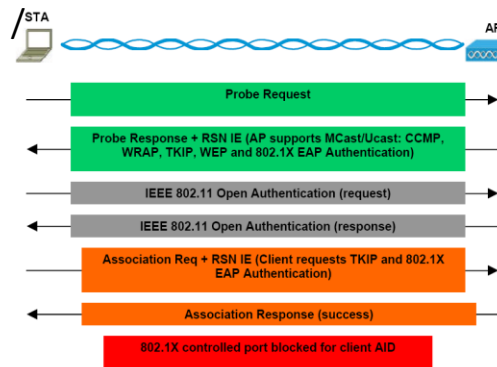 /STA
AP
Probe Request
Probe Response + RSN IE (AP supports MCast/Ucast: CCMP,
WRAP, TKIP, WEP and 802.1X EAP Authentication)
IEEE 802.11 Open Authentication (request)
IEEE 802.11 Open Authentication (response)
Association Req + RSN IE (Client requests TKIP and 802.1X
EAP Authentication)
Association Response (success)
802.1X controlled port blocked for client AID